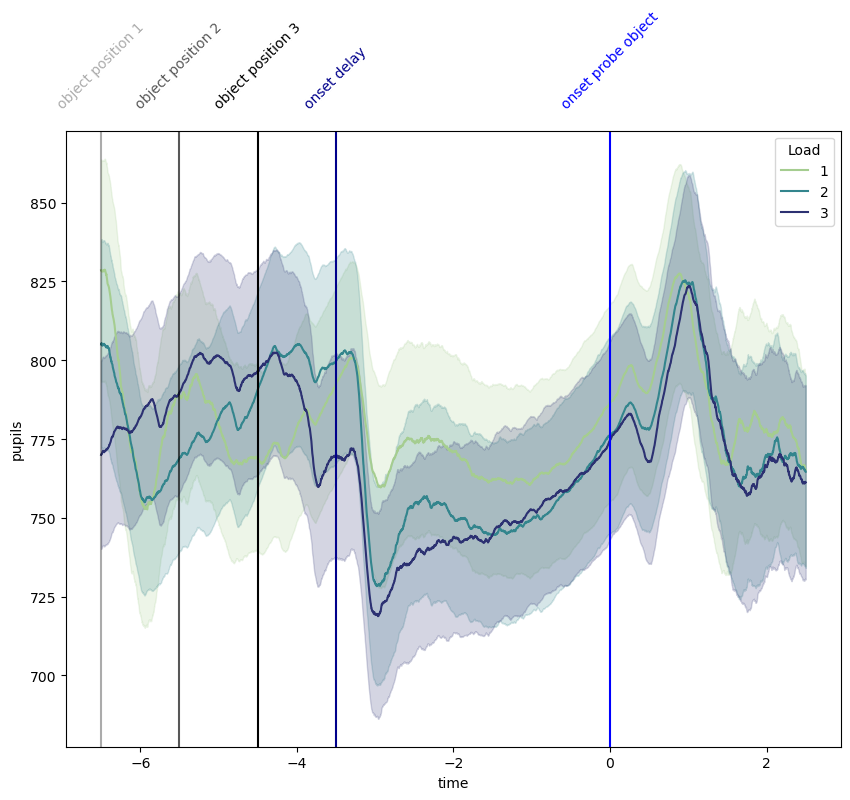 object position 1
object position 2
object position 3
onset delay
onset probe object
Load
1
2
3
850
825
800
775
750
725
700
pupils
−6
−4
−2
0
2
time